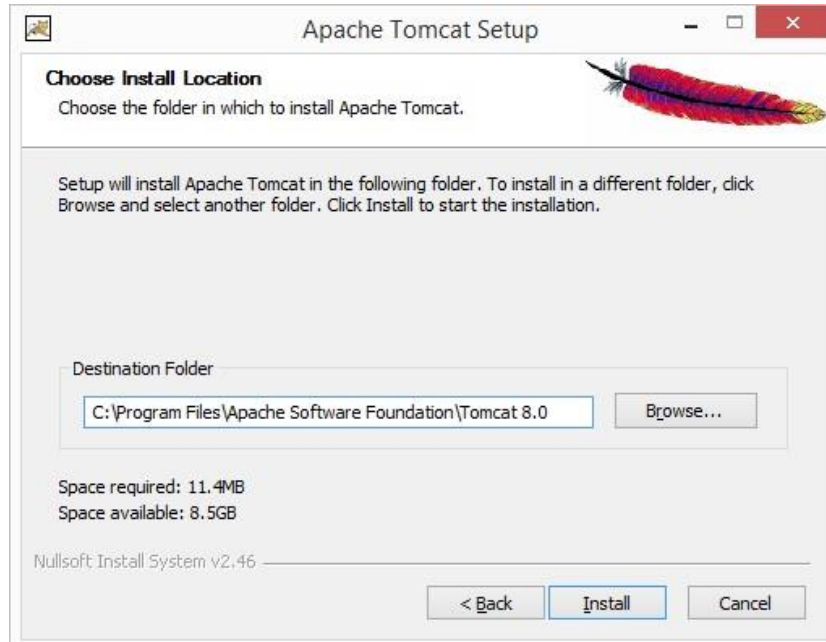 Apache Tomcat Setup
Choose Install Location
Choose the folder in which to install Apache Tomcat.
Setup will install Apache Tomcat in the following folder. To install in a different folder, click
Browse and select another folder. Click Install to start the installation.
Destination Folder
C:\Program Files\Apache Software Foundation\Tomcat 8.0
Browse...
Space required: 11.4MB
Space available: 8.5GB
Nullsoft Install System v2.46
< Back
Install
Cancel